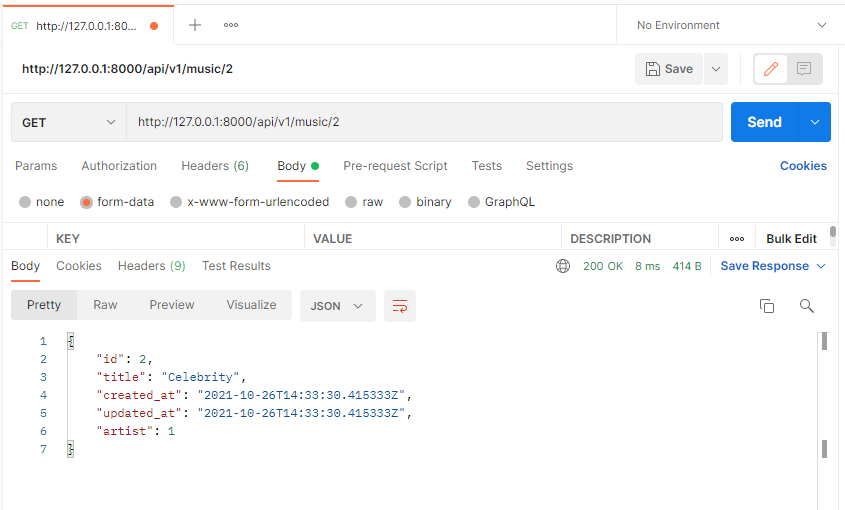 GET http://127.0.0.1:80...
No Environment
http://127.0.0.1:8000/api/v1/music/2
Save
GET
http://127.0.0.1:8000/api/v1/music/2
Send
Params Authorization Headers (6) Body Pre-request Script Tests Settings Cookies
none form-data x-www-form-urlencoded raw binary GraphQL
KEY VALUE DESCRIPTION Bulk Edit
Body Cookies Headers (9) Test Results 200 OK 8 ms 414 B Save Response
Pretty Raw Preview Visualize JSON
1 {
2 "id": 2,
3 "title": "Celebrity",
4 "created_at": "2021-10-26T14:33:30.415333Z",
5 "updated_at": "2021-10-26T14:33:30.415333Z",
6 "artist": 1
7 }